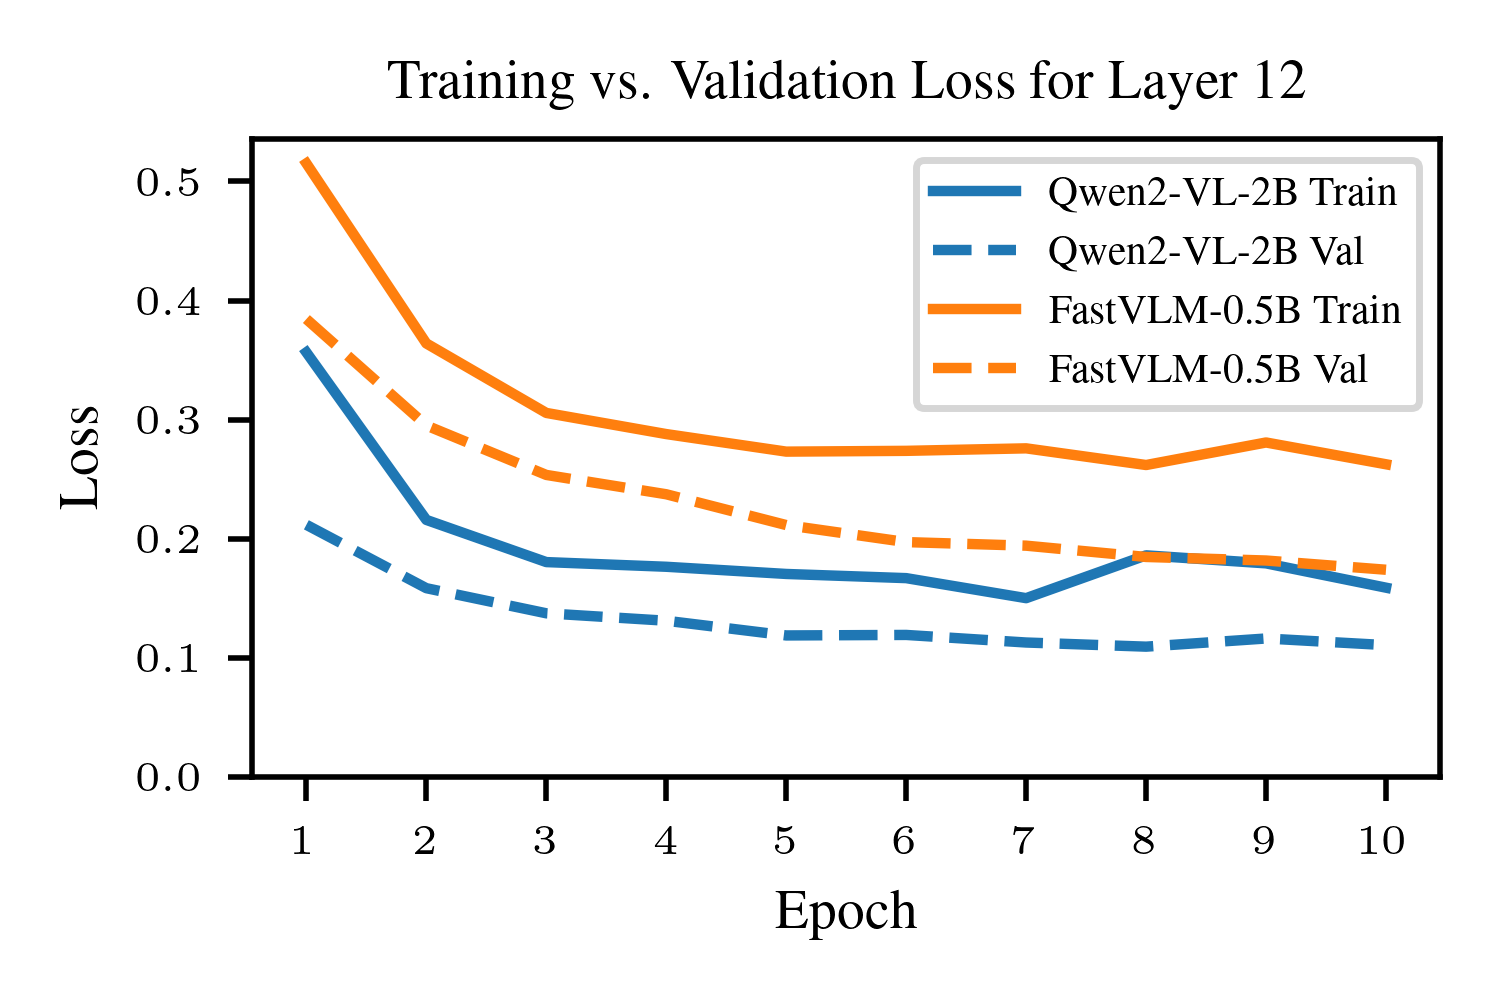 Training vs. Validation Loss for Layer 12
Qwen2-VL-2B Train
Qwen2-VL-2B Val
FastVLM-0.5B Train
FastVLM-0.5B Val
Loss
0.5
0.4
0.3
0.2
0.1
0.0
1 2 3 4 5 6 7 8 9 10
Epoch